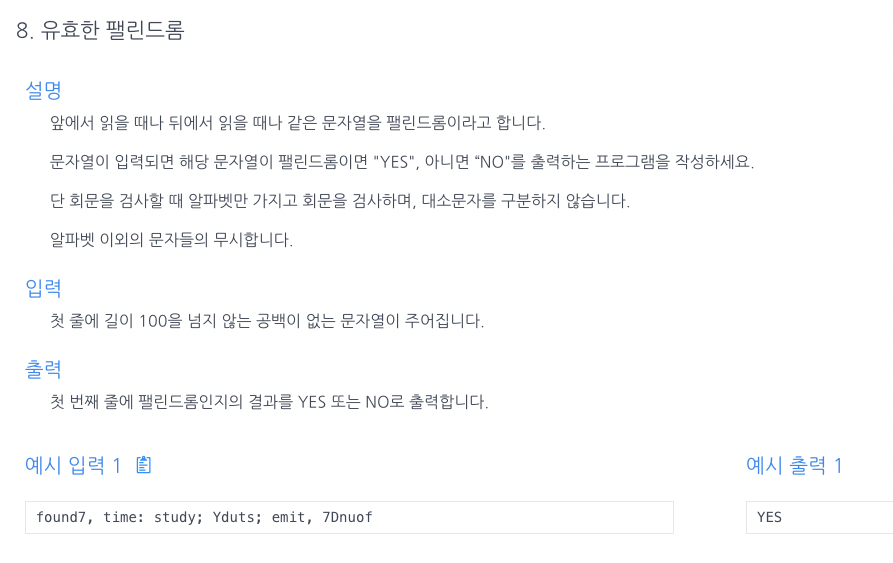 8. 유효한 팰린드롬
설명
앞에서 읽을 때나 뒤에서 읽을 때나 같은 문자열을 팰린드롬이라고 합니다.
문자열이 입력되면 해당 문자열이 팰린드롬이면 "YES", 아니면 “NO"를 출력하는 프로그램을 작성하세요.
단 회문을 검사할 때 알파벳만 가지고 회문을 검사하며, 대소문자를 구분하지 않습니다.
알파벳 이외의 문자들의 무시합니다.
입력
첫 줄에 길이 100을 넘지 않는 공백이 없는 문자열이 주어집니다.
출력
첫 번째 줄에 팰린드롬인지의 결과를 YES 또는 NO로 출력합니다.
예시 입력 1
예시 출력 1
found7, time: study; Yduts; emit, 7Dnuof
YES